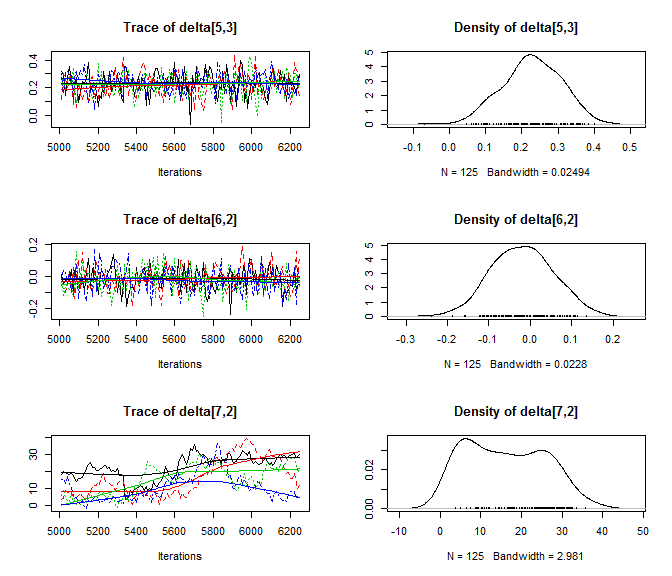 Trace of delta[5,3]
0.0 0.2 0.4
5000 5200 5400 5600 5800 6000 6200
Iterations
Density of delta[5,3]
0 1 2 3 4 5
-0.1 0.0 0.1 0.2 0.3 0.4 0.5
N = 125 Bandwidth = 0.02494
Trace of delta[6,2]
-0.2 0.0 0.2
5000 5200 5400 5600 5800 6000 6200
Iterations
Density of delta[6,2]
0 1 2 3 4 5
-0.3 -0.2 -0.1 0.0 0.1 0.2
N = 125 Bandwidth = 0.0228
Trace of delta[7,2]
0 10 30
5000 5200 5400 5600 5800 6000 6200
Iterations
Density of delta[7,2]
0.00 0.02
-10 0 10 20 30 40 50
N = 125 Bandwidth = 2.981